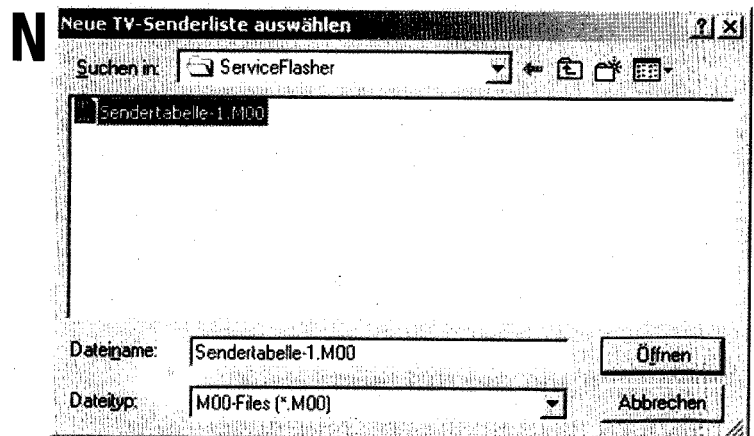 N
Neue TV-Senderliste auswählen
Suchen in: ServiceFlasher
Sendertabelle-1.M00
Dateiname: Sendertabelle-1.M00 Öffnen
Dateityp: M00-Files (*.M00) Abbrechen